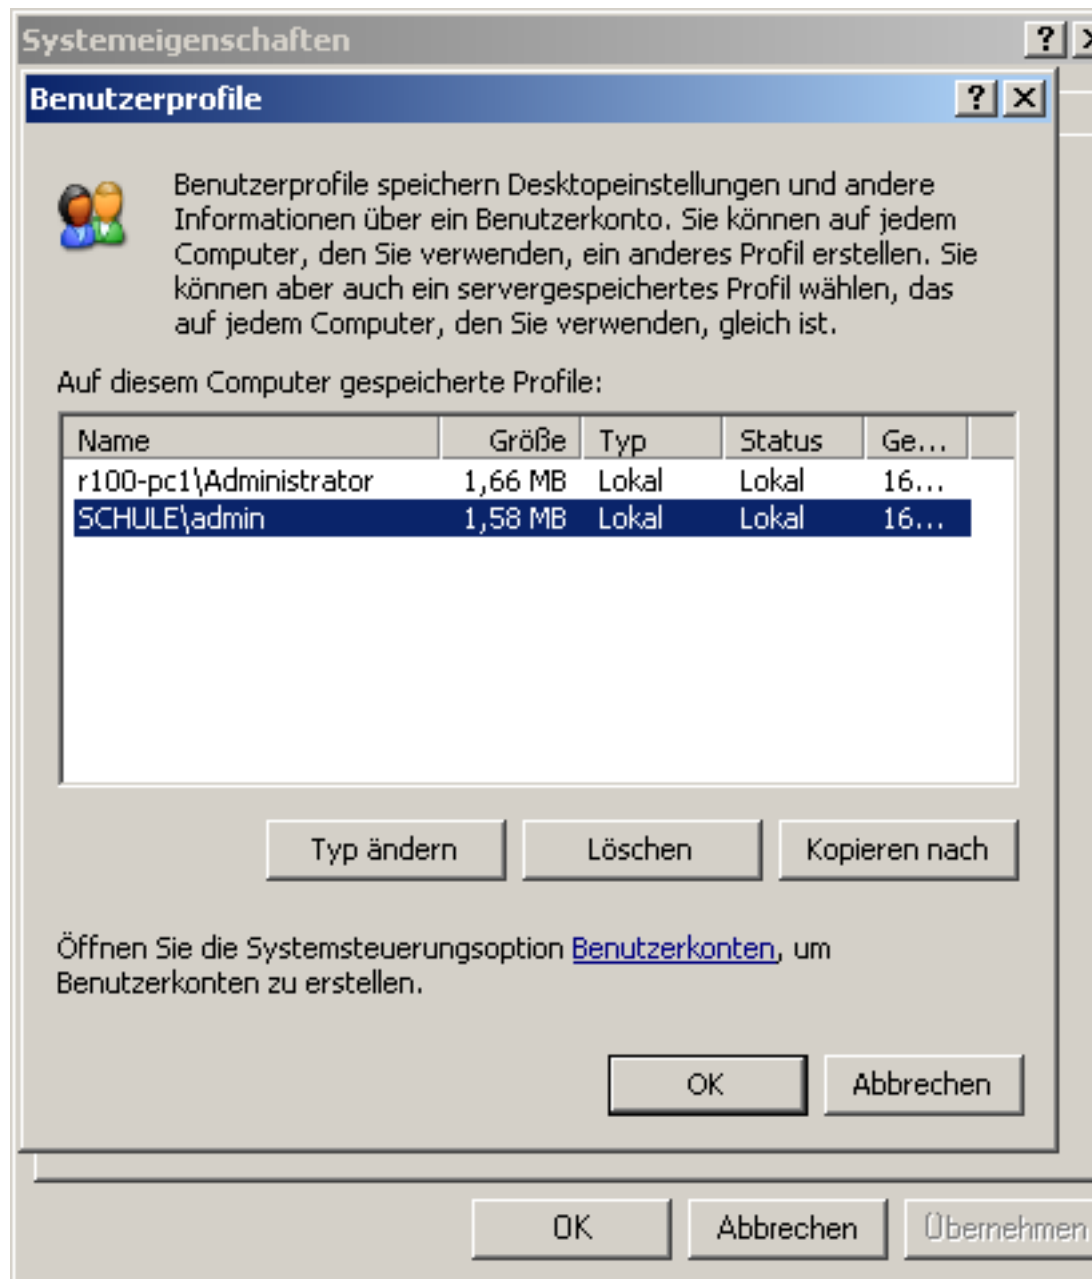 Systemeigenschaften
Benutzerprofile
Benutzerprofile speichern Desktopeinstellungen und andere
Informationen über ein Benutzerkonto. Sie können auf jedem
Computer, den Sie verwenden, ein anderes Profil erstellen. Sie
können aber auch ein servergespeichertes Profil wählen, das
auf jedem Computer, den Sie verwenden, gleich ist.
Auf diesem Computer gespeicherte Profile:
Name Größe Typ Status Ge...
r100-pc1\Administrator 1,66 MB Lokal Lokal 16...
SCHULE\admin 1,58 MB Lokal Lokal 16...
Typ ändern Löschen Kopieren nach
Öffnen Sie die Systemsteuerungsoption Benutzerkonten, um
Benutzerkonten zu erstellen.
OK Abbrechen
OK Abbrechen Übernehmen